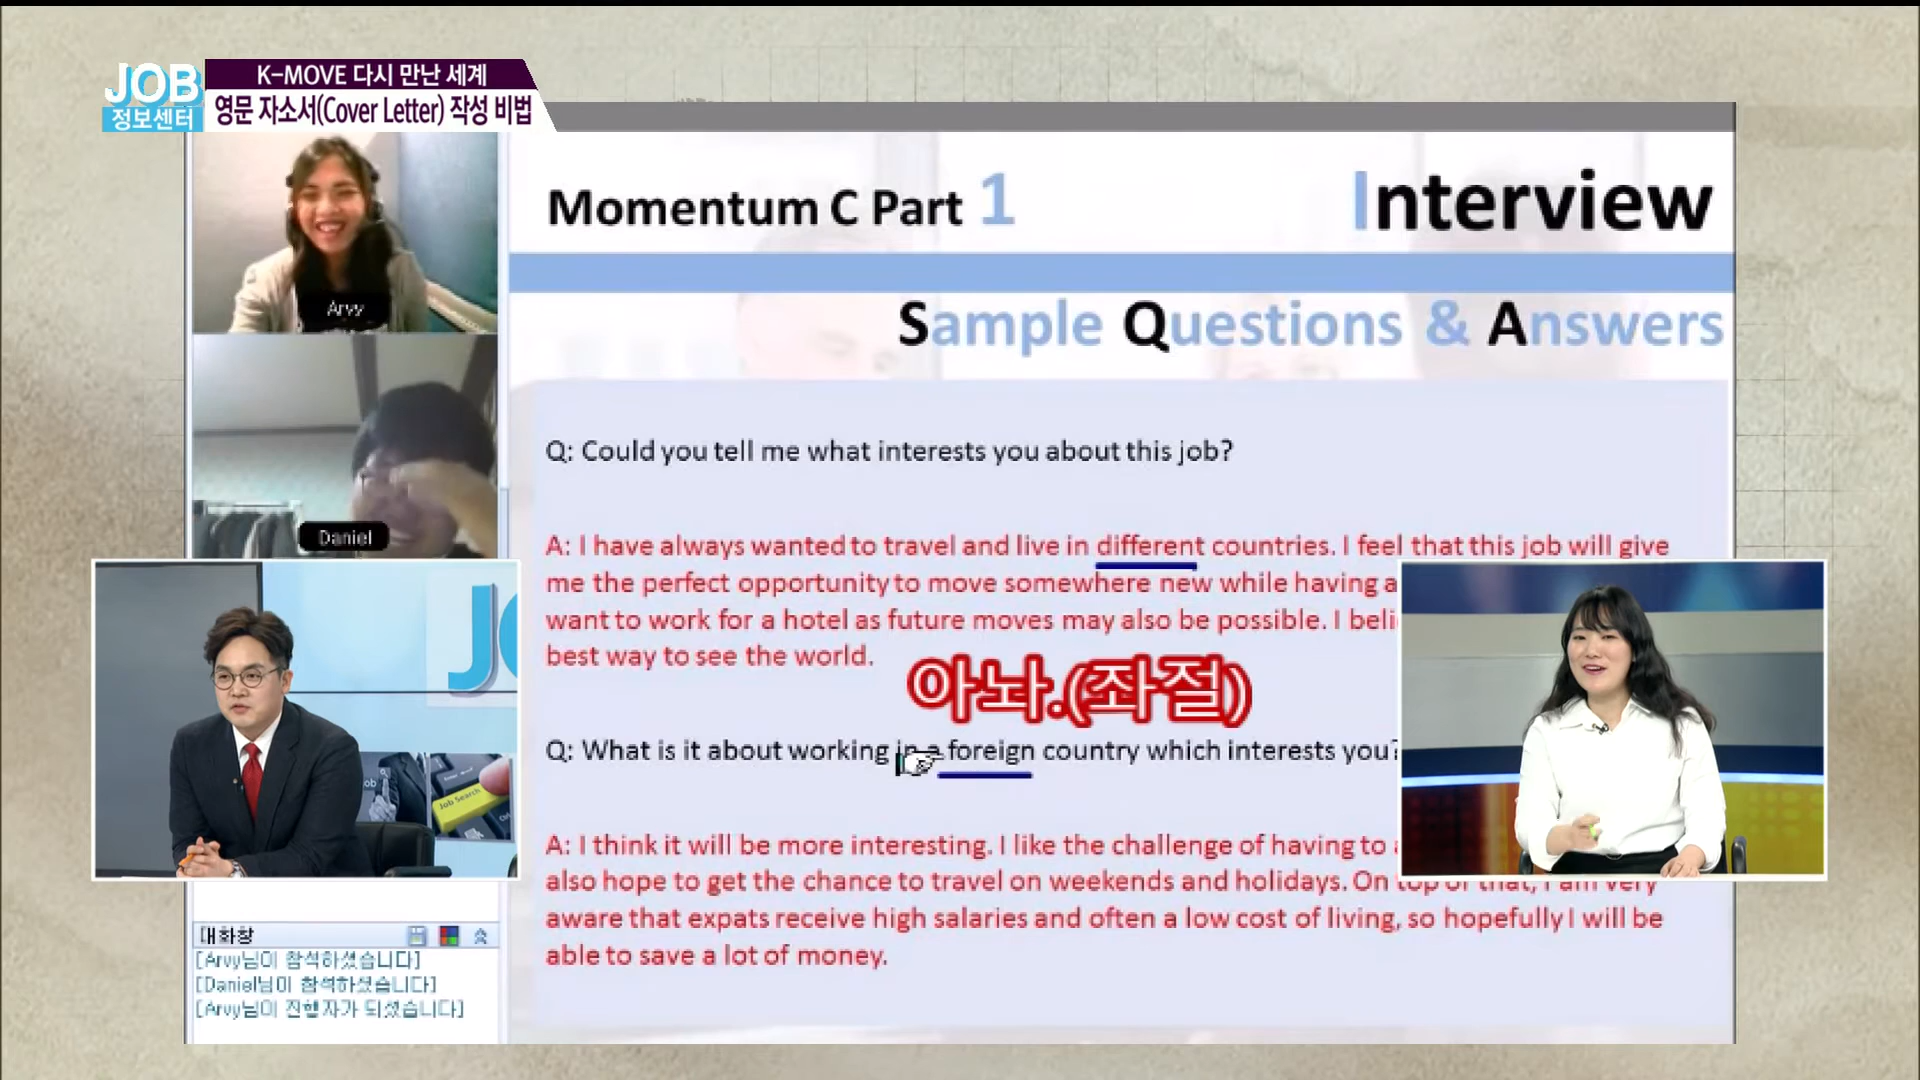 JOB
정보센터
K-MOVE 다시 만난 세계
영문 자소서(Cover Letter) 작성 비법
Momentum C Part 1
Interview
Sample Questions & Answers
Arvy
Daniel
Q: Could you tell me what interests you about this job?
A: I have always wanted to travel and live in different countries. I feel that this job will give
me the perfect opportunity to move somewhere new while having a
want to work for a hotel as future moves may also be possible. I beli
best way to see the world.
아놔.(좌절)
Q: What is it about working in a foreign country which interests you?
A: I think it will be more interesting. I like the challenge of having to
also hope to get the chance to travel on weekends and holidays. On top of that, I am very
aware that expats receive high salaries and often a low cost of living, so hopefully I will be
able to save a lot of money.
JO
Job Search
대화창
[Arvy님이 참석하셨습니다]
[Daniel님이 참석하셨습니다]
[Arvy님이 진행자가 되셨습니다]